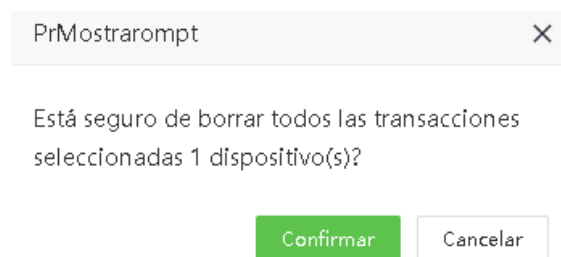 PrMostrarompt
Está seguro de borrar todos las transacciones
seleccionadas 1 dispositivo(s)?
Confirmar Cancelar